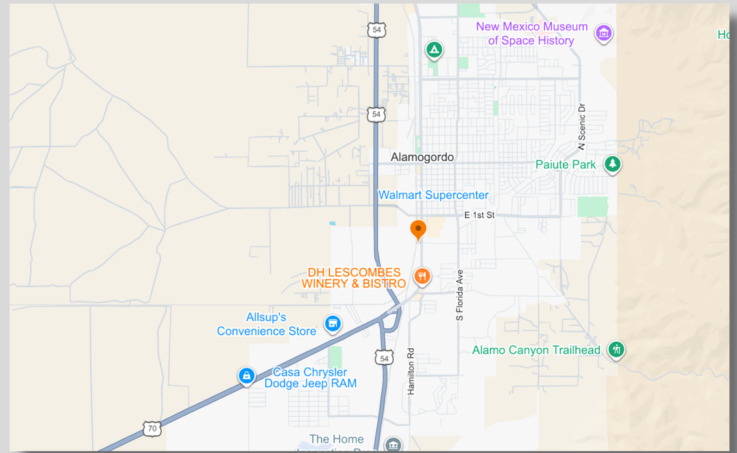 54
New Mexico Museum
of Space History
54
N Scenic Dr
Alamogordo
Paiute Park
Walmart Supercenter
E 1st St
DH LESCOMBES
WINERY & BISTRO
S Florida Ave
Allsup's
Convenience Store
Alamo Canyon Trailhead
54
Hamilton Rd
Casa Chrysler
Dodge Jeep RAM
70
The Home